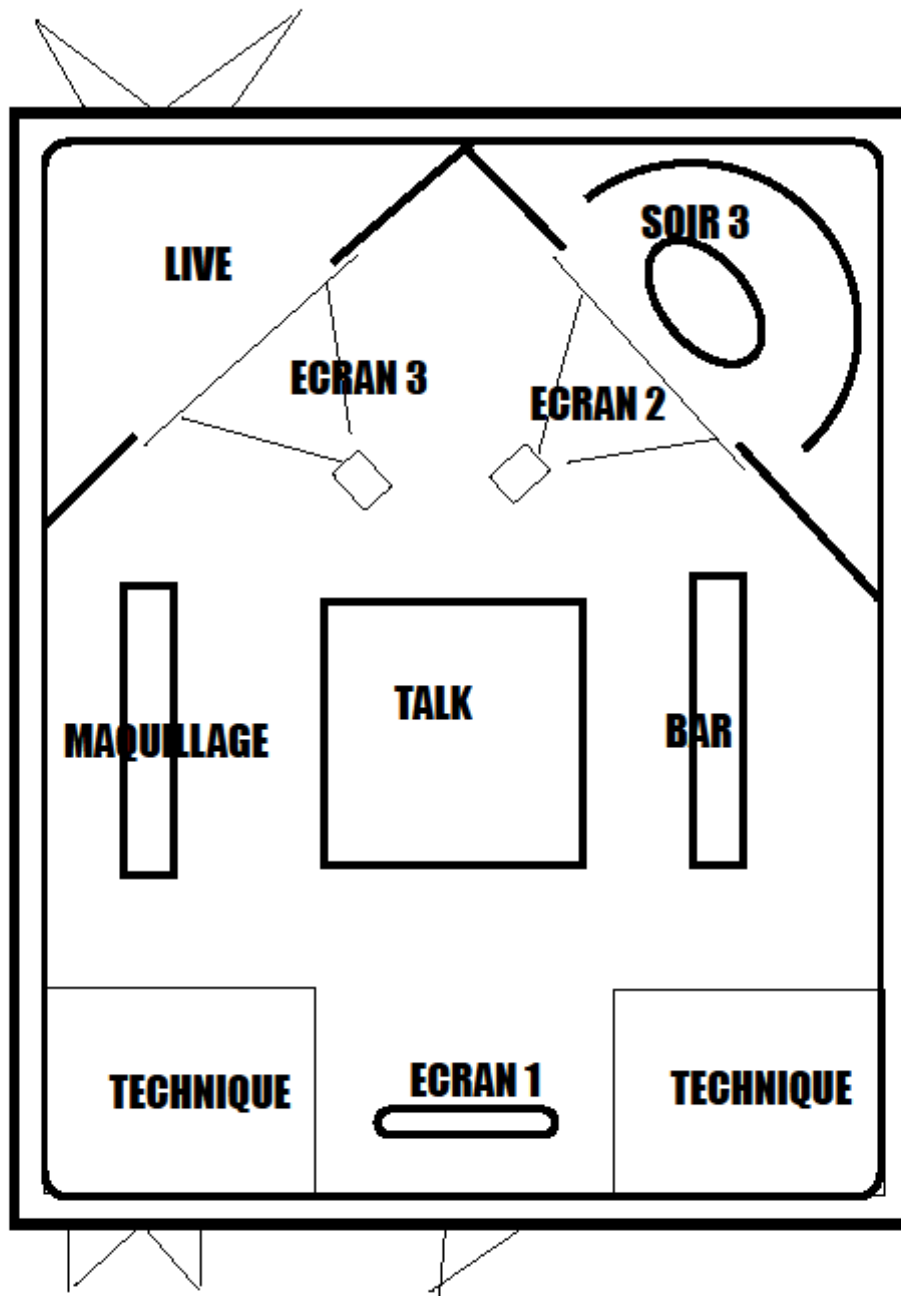 SOIR 3
LIVE
ECRAN 3
ECRAN 2
TALK
MAQUILLAGE
BAR
TECHNIQUE
ECRAN 1
TECHNIQUE